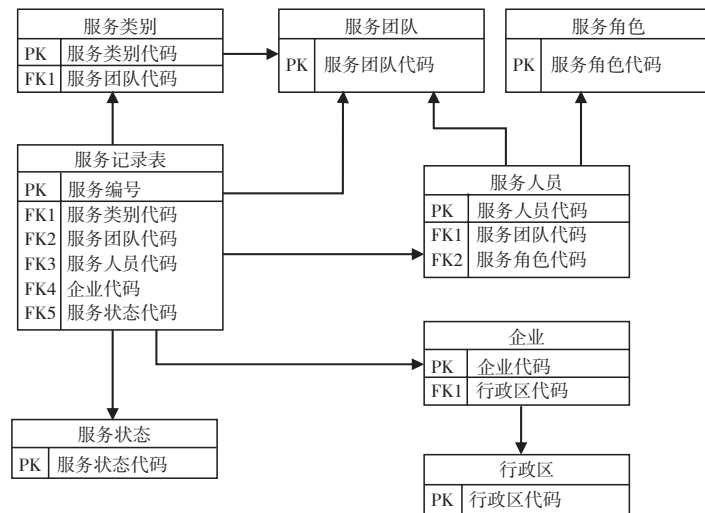 服务类别
PK 服务类别代码
FK1 服务团队代码
服务团队
PK 服务团队代码
服务角色
PK 服务角色代码
服务记录表
PK 服务编号
FK1 服务类别代码
FK2 服务团队代码
FK3 服务人员代码
FK4 企业代码
FK5 服务状态代码
服务人员
PK 服务人员代码
FK1 服务团队代码
FK2 服务角色代码
企业
PK 企业代码
FK1 行政区代码
服务状态
PK 服务状态代码
行政区
PK 行政区代码